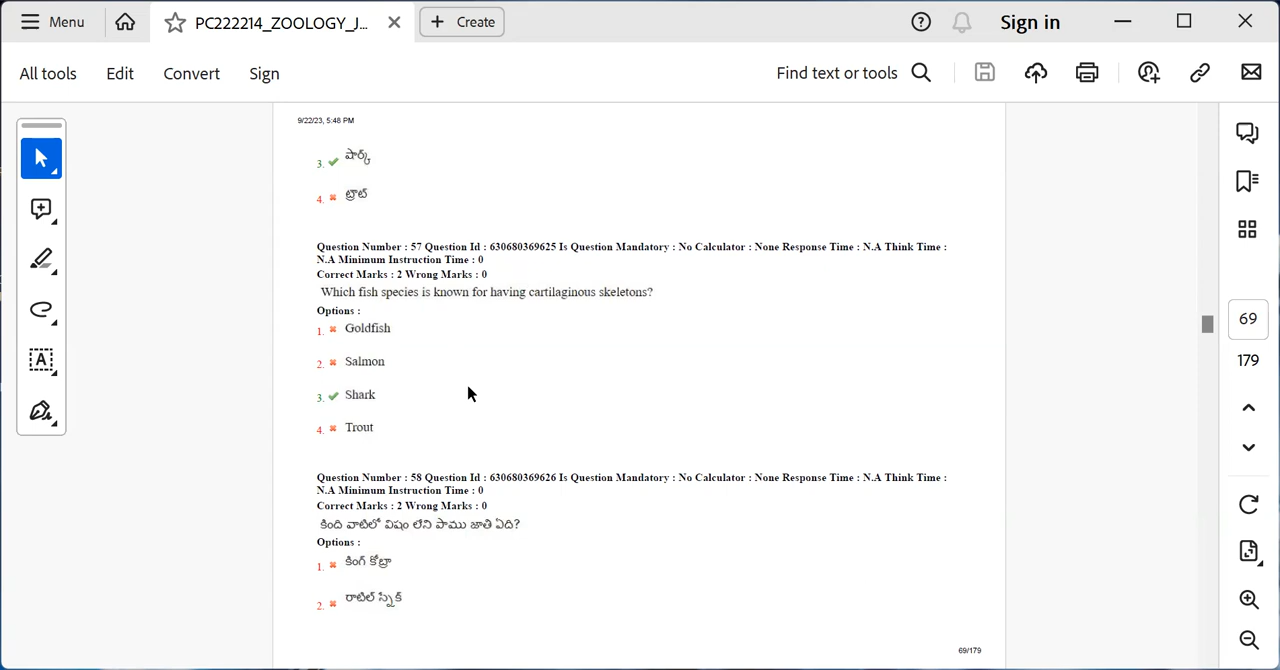 Menu
PC222214_ZOOLOGY_J...
Create
Sign in
All tools
Edit
Convert
Sign
Find text or tools
9/22/23, 5:48 PM
3. షార్క్
4. ట్రౌట్
Question Number : 57 Question Id : 630680369625 Is Question Mandatory : No Calculator : None Response Time : N.A Think Time :
N.A Minimum Instruction Time : 0
Correct Marks : 2 Wrong Marks : 0
Which fish species is known for having cartilaginous skeletons?
Options :
1. Goldfish
2. Salmon
3. Shark
4. Trout
Question Number : 58 Question Id : 630680369626 Is Question Mandatory : No Calculator : None Response Time : N.A Think Time :
N.A Minimum Instruction Time : 0
Correct Marks : 2 Wrong Marks : 0
కింది వాటిలో విషం లేని పాము జాతి ఏది?
Options :
1. కింగ్ కోబ్రా
2. రాటిల్ స్నేక్
69/179
69
179